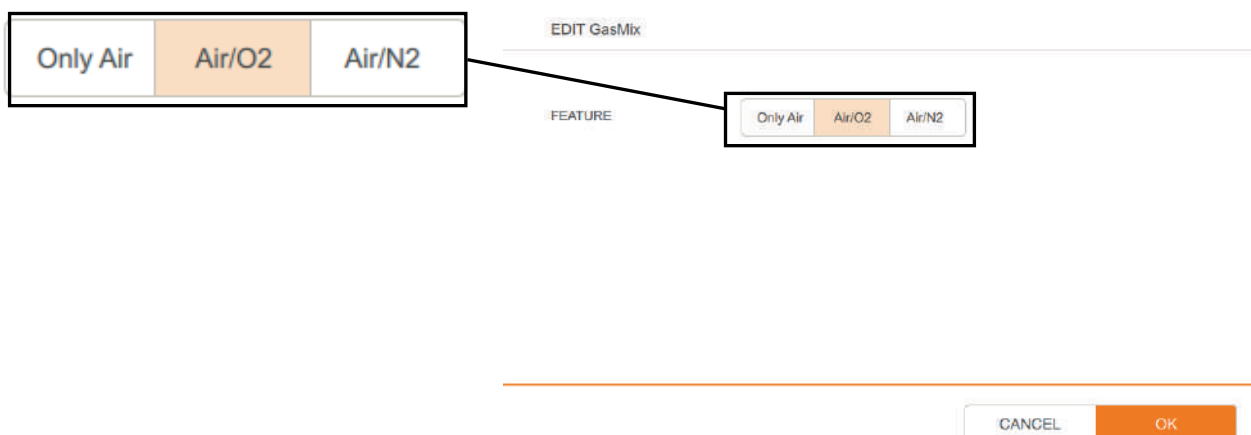 Only Air Air/O2 Air/N2
EDIT GasMix
FEATURE Only Air Air/O2 Air/N2
CANCEL OK